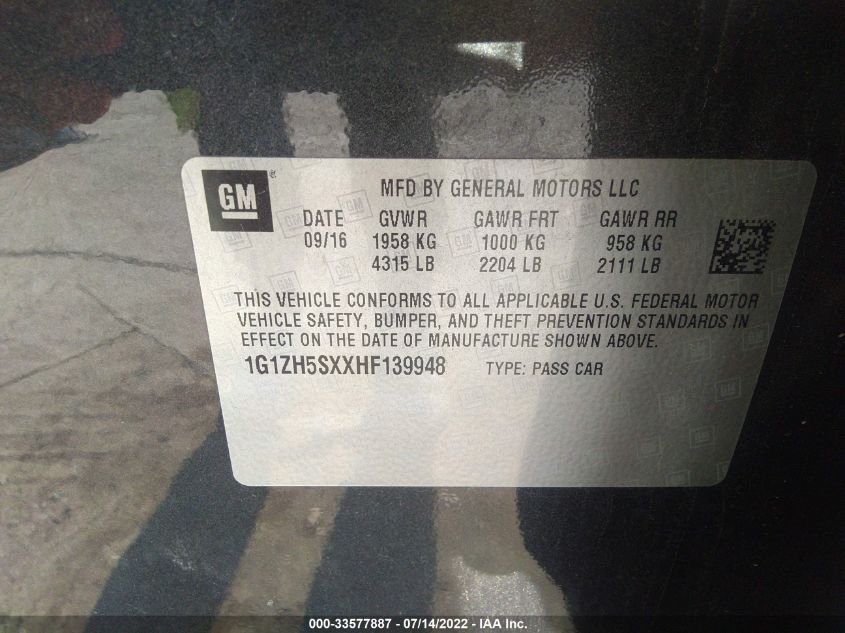 GM
MFD BY GENERAL MOTORS LLC
DATE GVWR GAWR FRT GAWR RR
09/16 1958 KG 1000 KG 958 KG
4315 LB 2204 LB 2111 LB
THIS VEHICLE CONFORMS TO ALL APPLICABLE U.S. FEDERAL MOTOR
VEHICLE SAFETY, BUMPER, AND THEFT PREVENTION STANDARDS IN
EFFECT ON THE DATE OF MANUFACTURE SHOWN ABOVE.
1G1ZH5SXXHF139948 TYPE: PASS CAR
000-33577887 - 07/14/2022 - IAA Inc.